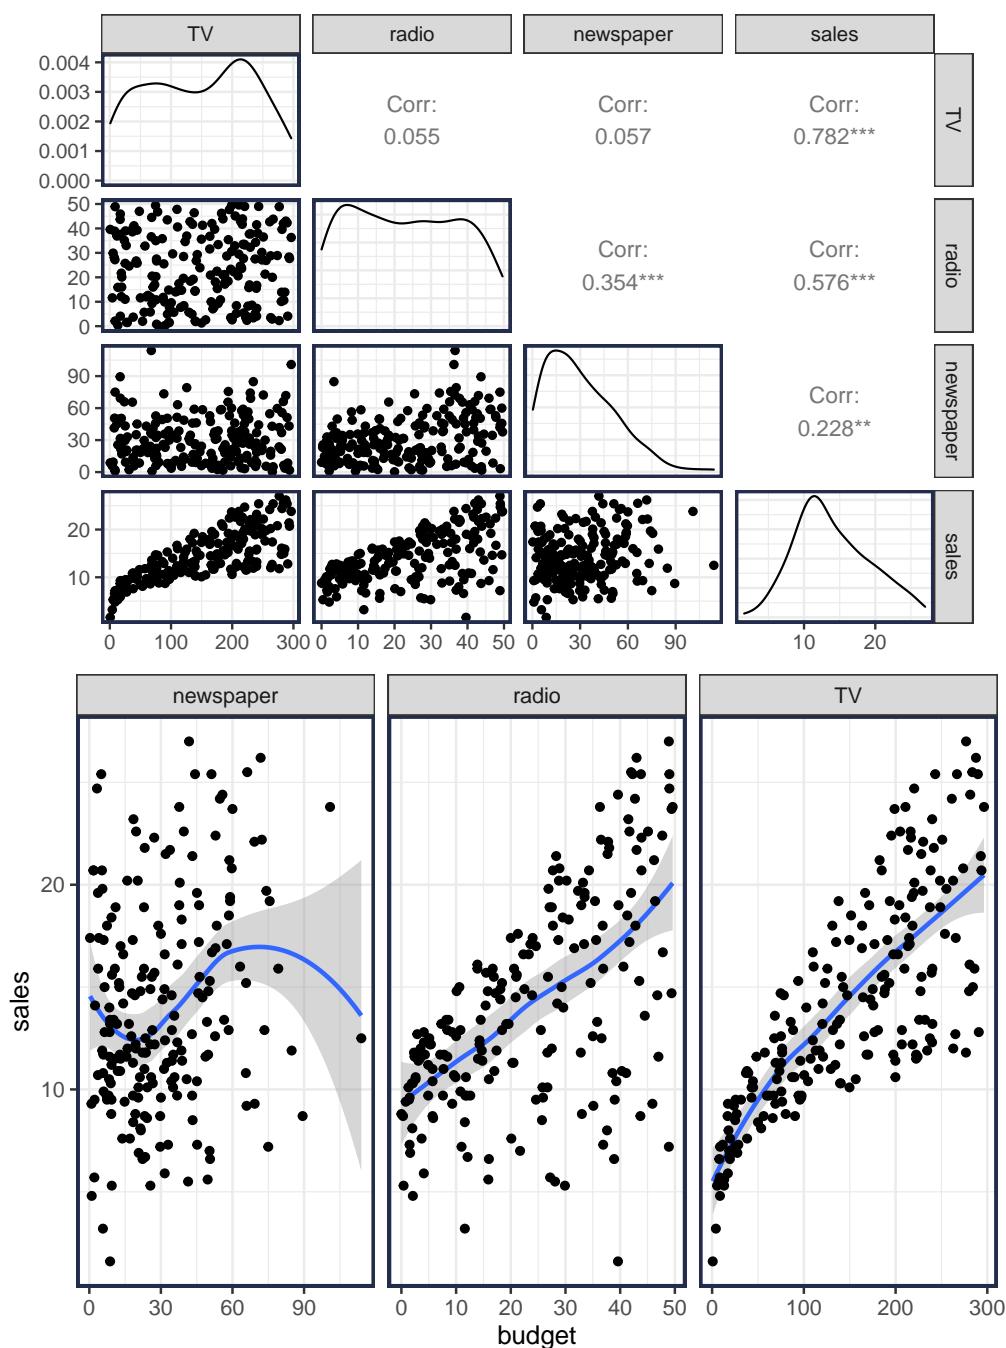 TV radio newspaper sales
0.004
0.003
0.002
0.001
0.000
Corr:
0.055
Corr:
0.057
Corr:
0.782***
TV
50
40
30
20
10
0
Corr:
0.354***
Corr:
0.576***
radio
90
60
30
0
Corr:
0.228**
newspaper
20
10
sales
0 100 200 300 0 10 20 30 40 50 0 30 60 90 10 20
newspaper radio TV
sales
20
10
0 30 60 90 0 10 20 30 40 50 0 100 200 300
budget